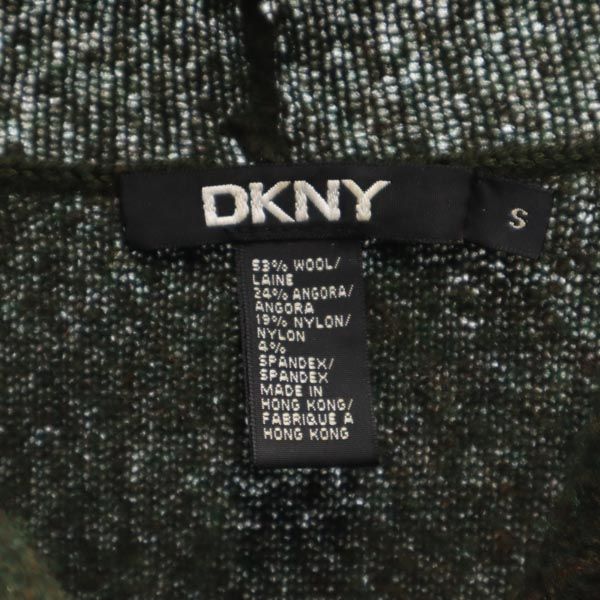 DKNY
S
53% WOOL/
LAINE
24% ANGORA/
ANGORA
19% NYLON/
NYLON
4%
SPANDEX/
SPANDEX
MADE IN
HONG KONG/
FABRIQUE A
HONG KONG